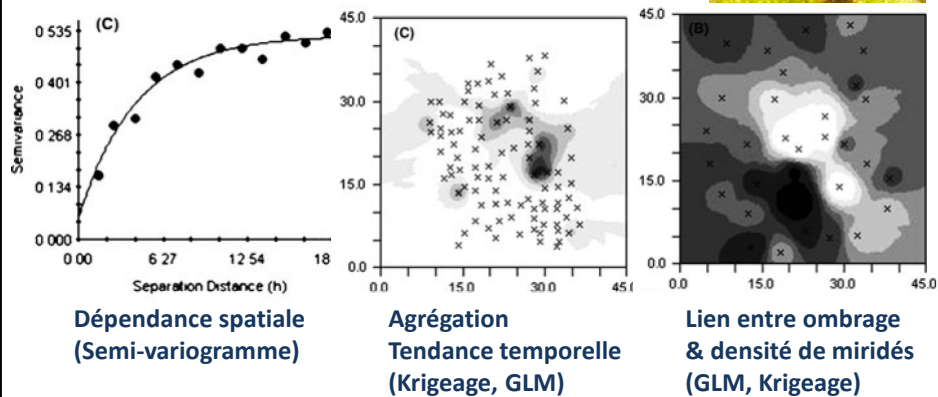 (C)
0 535
0 401
0 268
0 134
0 000
Semivariance
0 00 6 27 12 54 18
Separation Distance (h)
Dépendance spatiale
(Semi-variogramme)
(C)
45.0
30.0
15.0
0.0
0.0 15.0 30.0 45.(
Agrégation
Tendance temporelle
(Krigeage, GLM)
(B)
45.0
30.0
15.0
0.0
0.0 15.0 30.0 45.0
Lien entre ombrage
& densité de miridés
(GLM, Krigeage)